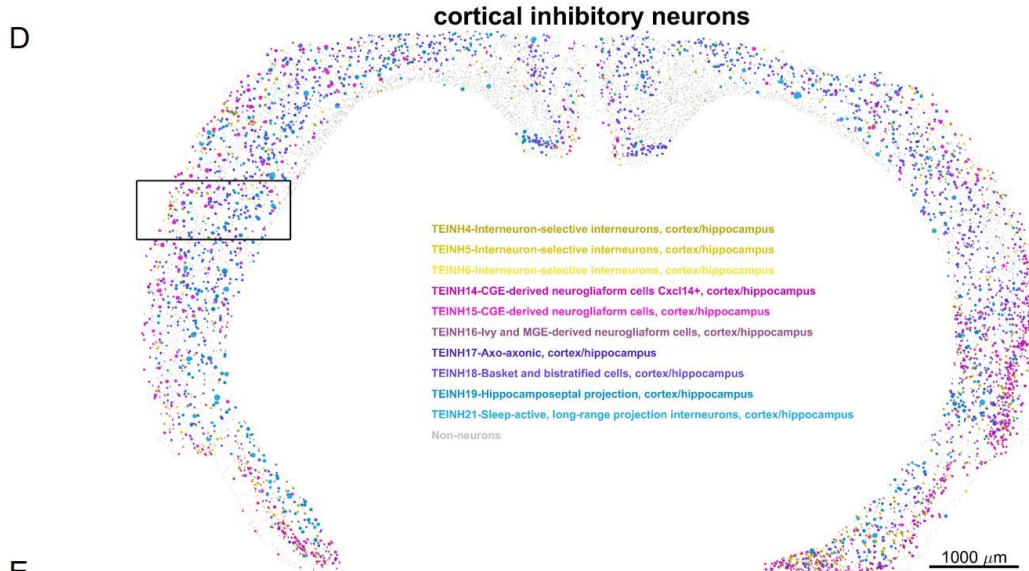 cortical inhibitory neurons
D
TEINH4-Interneuron-selective interneurons, cortex/hippocampus
TEINH5-Interneuron-selective interneurons, cortex/hippocampus
TEINH6-Interneuron-selective interneurons, cortex/hippocampus
TEINH14-CGE-derived neurogliaform cells Cxcl14+, cortex/hippocampus
TEINH15-CGE-derived neurogliaform cells, cortex/hippocampus
TEINH16-Ivy and MGE-derived neurogliaform cells, cortex/hippocampus
TEINH17-Axo-axonic, cortex/hippocampus
TEINH18-Basket and bistratified cells, cortex/hippocampus
TEINH19-Hippocamposeptal projection, cortex/hippocampus
TEINH21-Sleep-active, long-range projection interneurons, cortex/hippocampus
Non-neurons
1000 μm